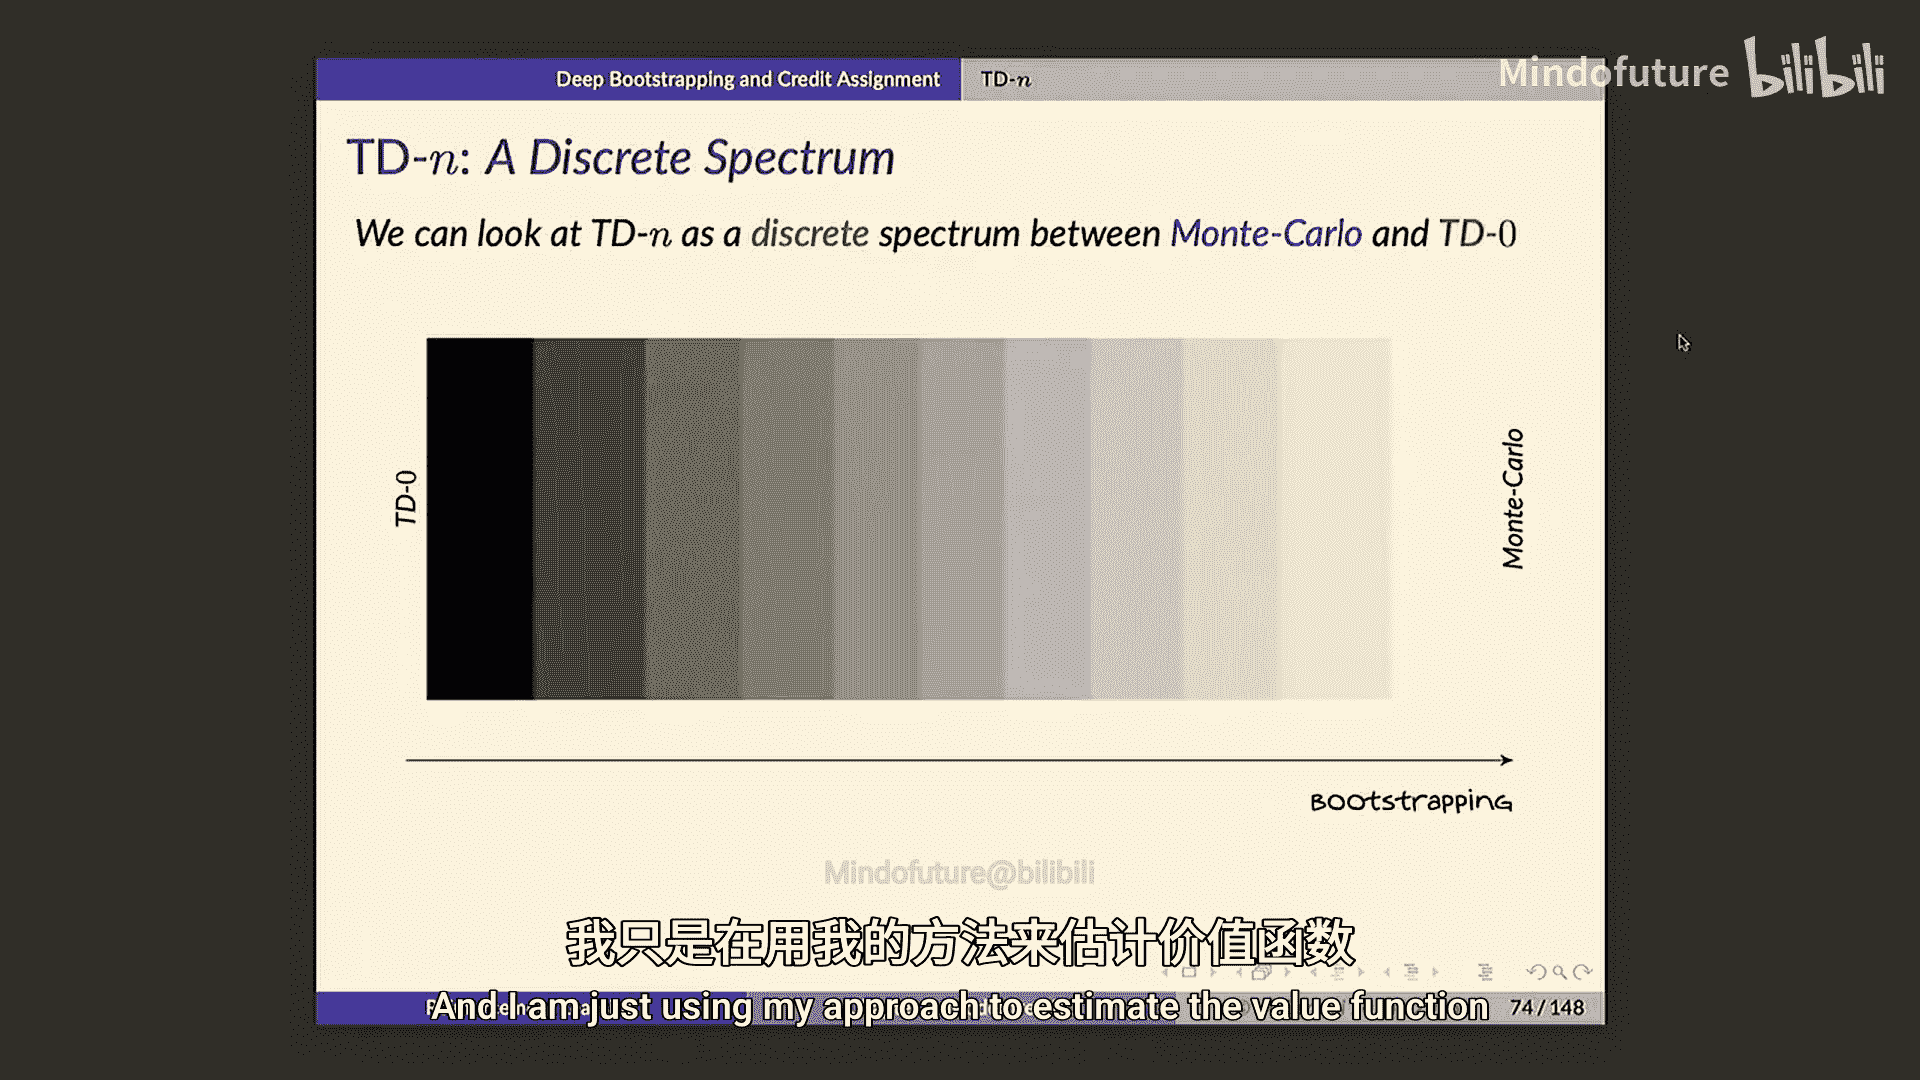 Deep Bootstrapping and Credit Assignment
TD-n
Mindofuture bilibili
TD-n: A Discrete Spectrum
We can look at TD-n as a discrete spectrum between Monte-Carlo and TD-0
TD-0
Monte-Carlo
Bootstrapping
Mindofuture@bilibili
我只是在用我的方法来估计价值函数
And I am just using my approach to estimate the value function
74 / 148